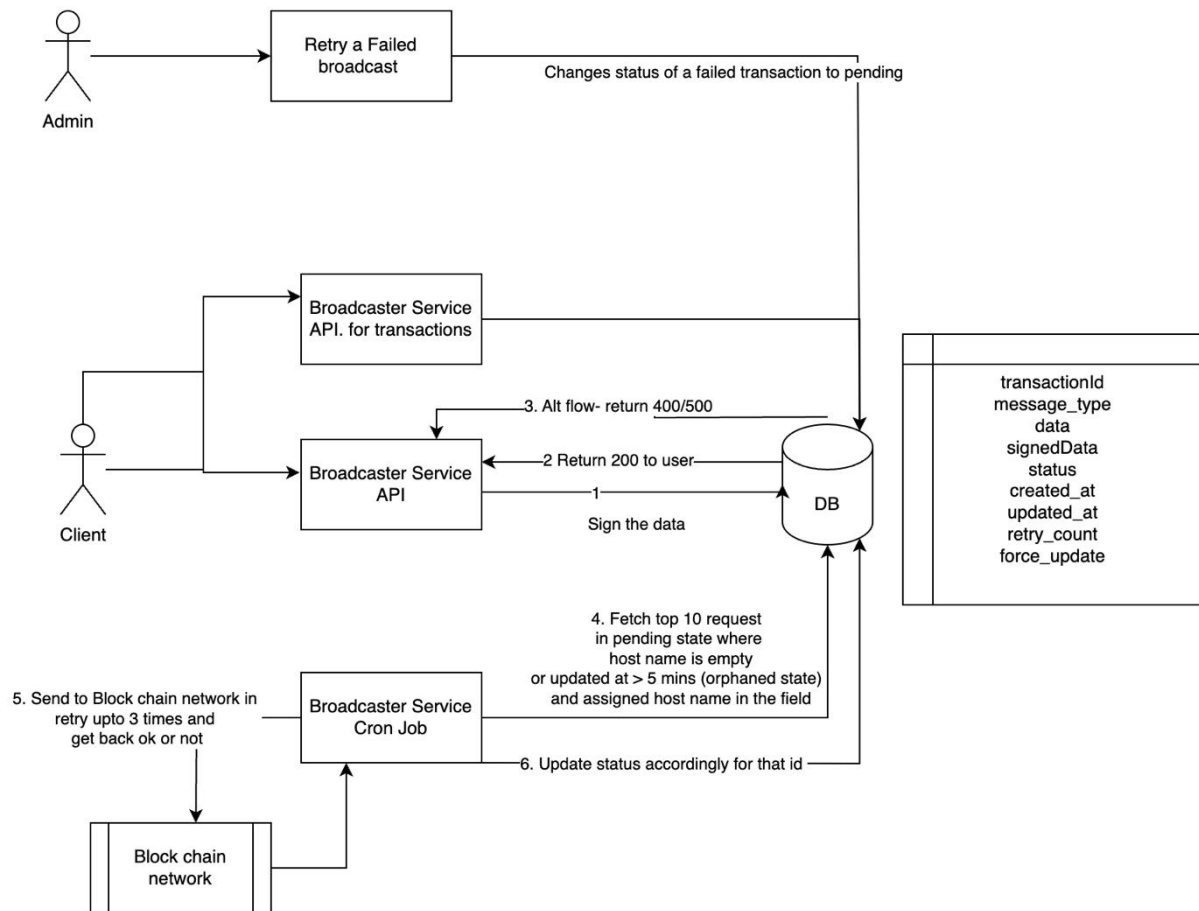 Retry a Failed
broadcast
Changes status of a failed transaction to pending
Admin
Broadcaster Service
API. for transactions
transactionId
message_type
data
signedData
status
created_at
updated_at
retry_count
force_update
3. Alt flow- return 400/500
Broadcaster Service
API
2 Return 200 to user
1
Sign the data
DB
Client
4. Fetch top 10 request
in pending state where
host name is empty
or updated at > 5 mins (orphaned state)
and assigned host name in the field
5. Send to Block chain network in
retry upto 3 times and
get back ok or not
Broadcaster Service
Cron Job
6. Update status accordingly for that id
Block chain
network